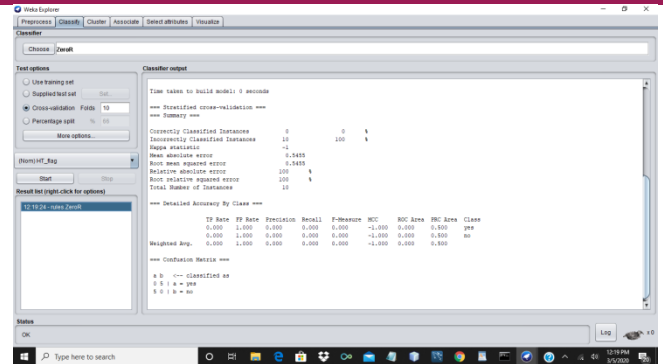 Weka Explorer
Preprocess Classify Cluster Associate Select attributes Visualize
Classifier
Choose ZeroR
Test options
Use training set
Supplied test set Set...
Cross-validation Folds 10
Percentage split % 66
More options...
(Nom) HT_flag
Start Stop
Result list (right-click for options)
12:19:24 - rules.ZeroR
Classifier output
Time taken to build model: 0 seconds
=== Stratified cross-validation ===
=== Summary ===
Correctly Classified Instances 0 0 %
Incorrectly Classified Instances 10 100 %
Kappa statistic -1
Mean absolute error 0.5455
Root mean squared error 0.5455
Relative absolute error 100 %
Root relative squared error 100 %
Total Number of Instances 10
=== Detailed Accuracy By Class ===
TP Rate FP Rate Precision Recall F-Measure MCC ROC Area PRC Area Class
0.000 1.000 0.000 0.000 0.000 -1.000 0.000 0.500 yes
0.000 1.000 0.000 0.000 0.000 -1.000 0.000 0.500 no
Weighted Avg. 0.000 1.000 0.000 0.000 0.000 -1.000 0.000 0.500
=== Confusion Matrix ===
a b <-- classified as
0 5 | a = yes
5 0 | b = no
Status
OK
Log
x 0
Type here to search
12:19 PM
3/5/2020